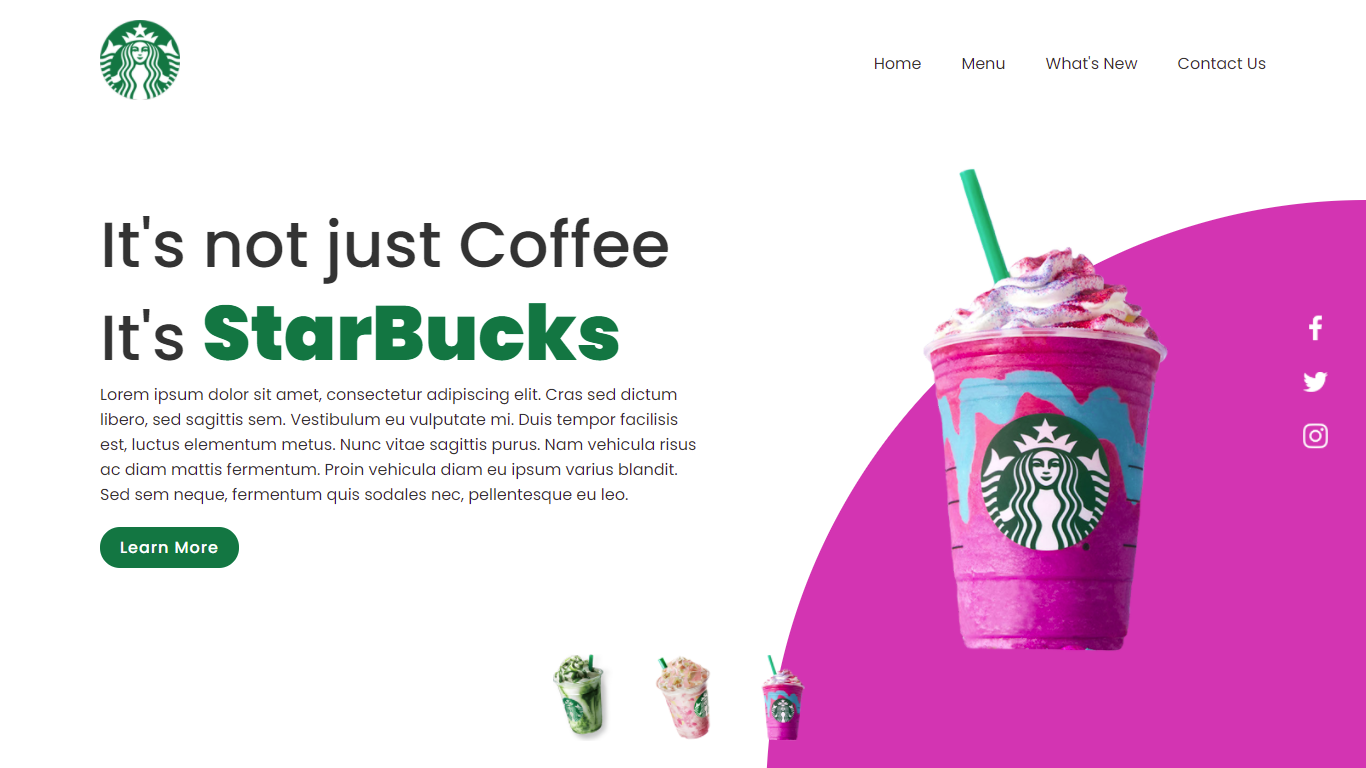 Home Menu What's New Contact Us
It's not just Coffee
It's StarBucks
Lorem ipsum dolor sit amet, consectetur adipiscing elit. Cras sed dictum
libero, sed sagittis sem. Vestibulum eu vulputate mi. Duis tempor facilisis
est, luctus elementum metus. Nunc vitae sagittis purus. Nam vehicula risus
ac diam mattis fermentum. Proin vehicula diam eu ipsum varius blandit.
Sed sem neque, fermentum quis sodales nec, pellentesque eu leo.
Learn More